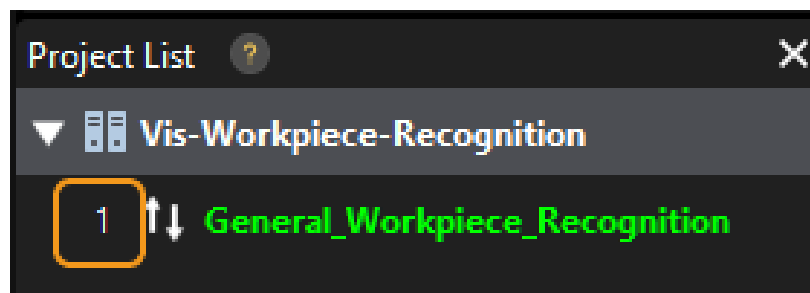 Project List ?
Vis-Workpiece-Recognition
1 General_Workpiece_Recognition